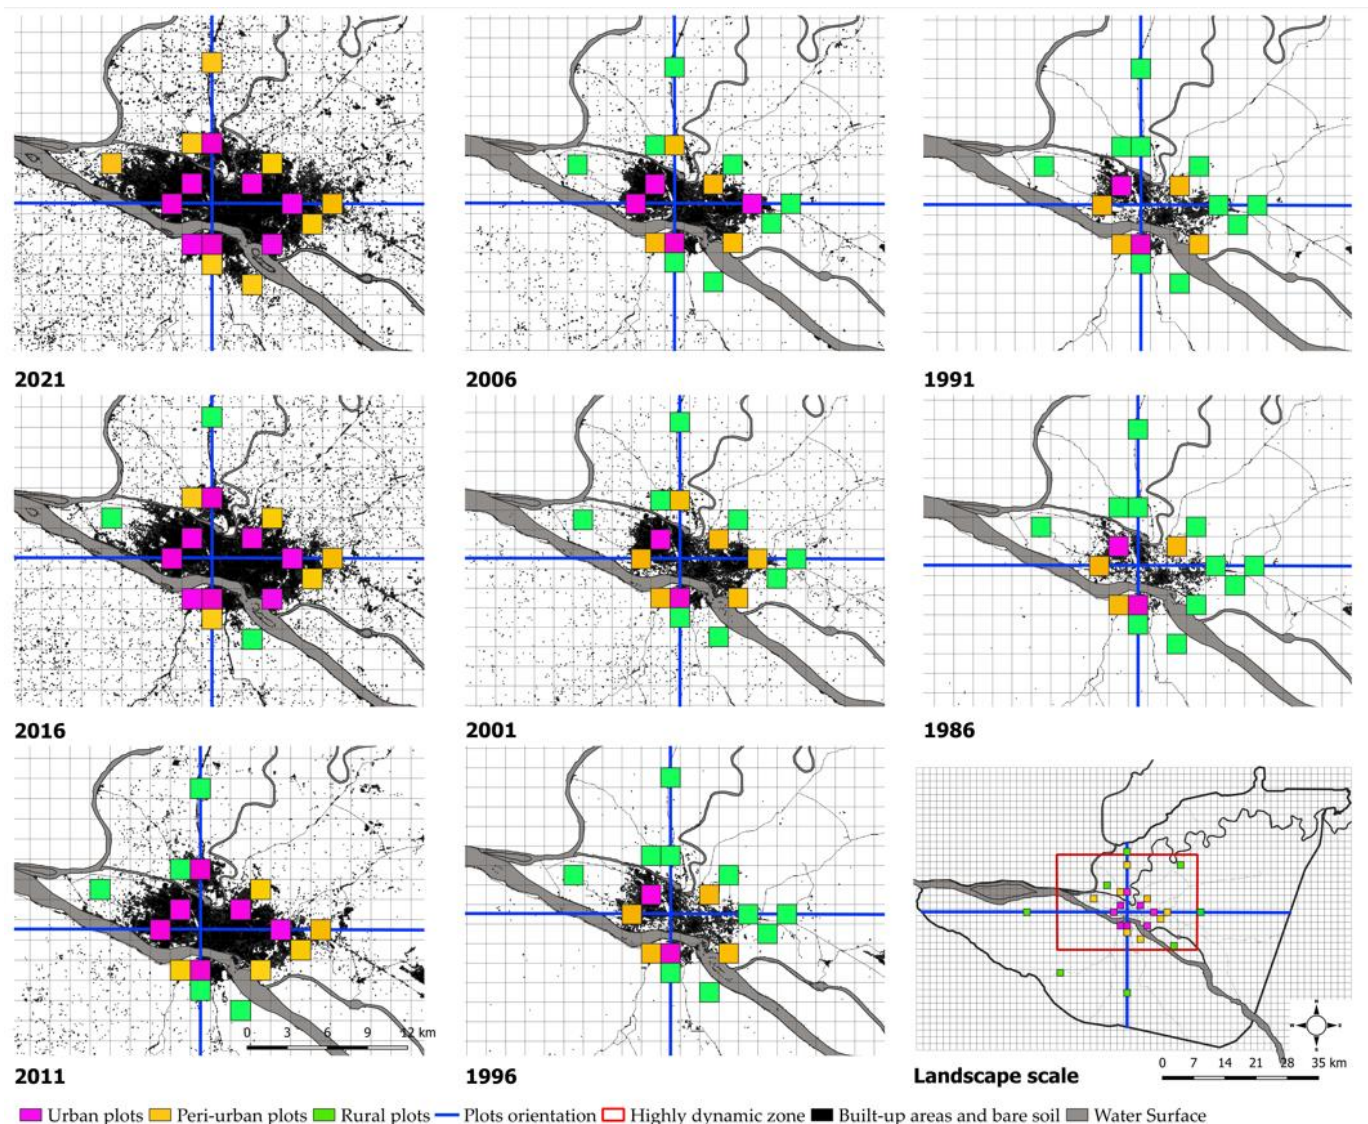 2021
2006
1991
2016
2001
1986
0 3 6 9 12 km
2011
1996
Landscape scale
0 7 14 21 28 35 km
Urban plots Peri-urban plots Rural plots Plots orientation Highly dynamic zone Built-up areas and bare soil Water Surface